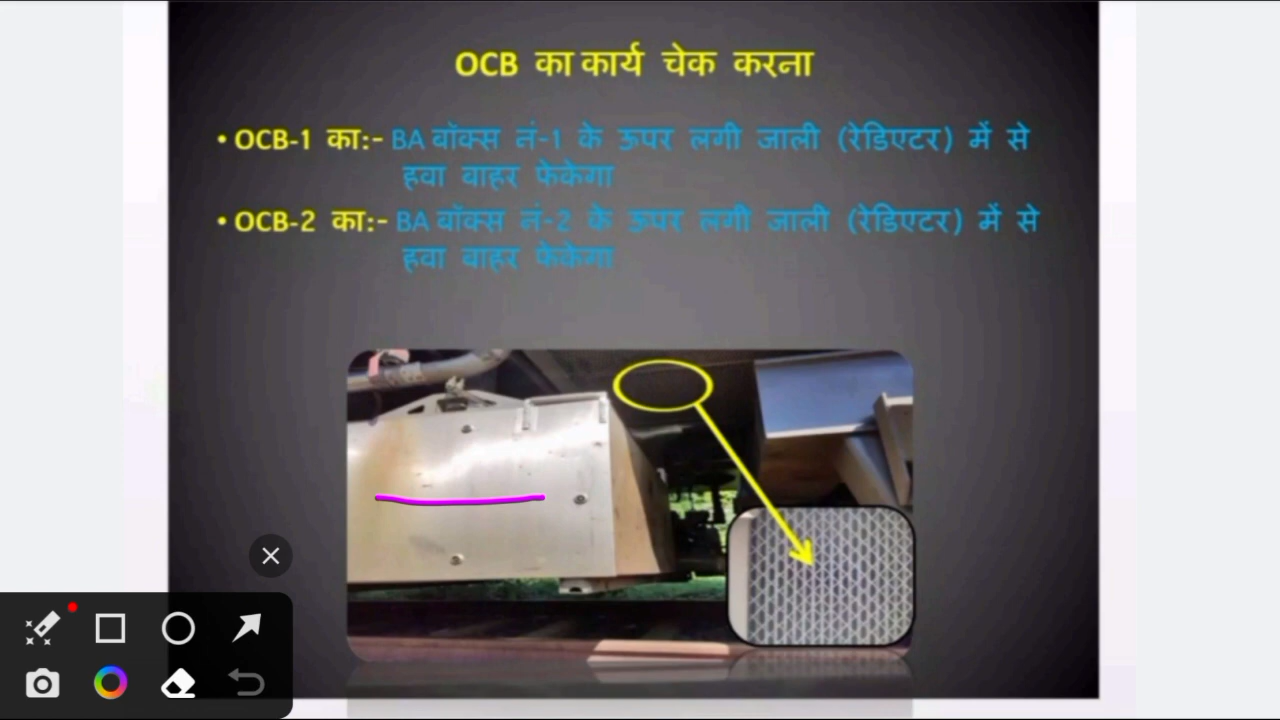 OCB का कार्य चेक करना
• OCB-1 का:- BA बॉक्स नं-1 के ऊपर लगी जाली (रेडिएटर) में से
हवा बाहर फेकेगा
• OCB-2 का:- BA बॉक्स नं-2 के ऊपर लगी जाली (रेडिएटर) में से
हवा बाहर फेकेगा